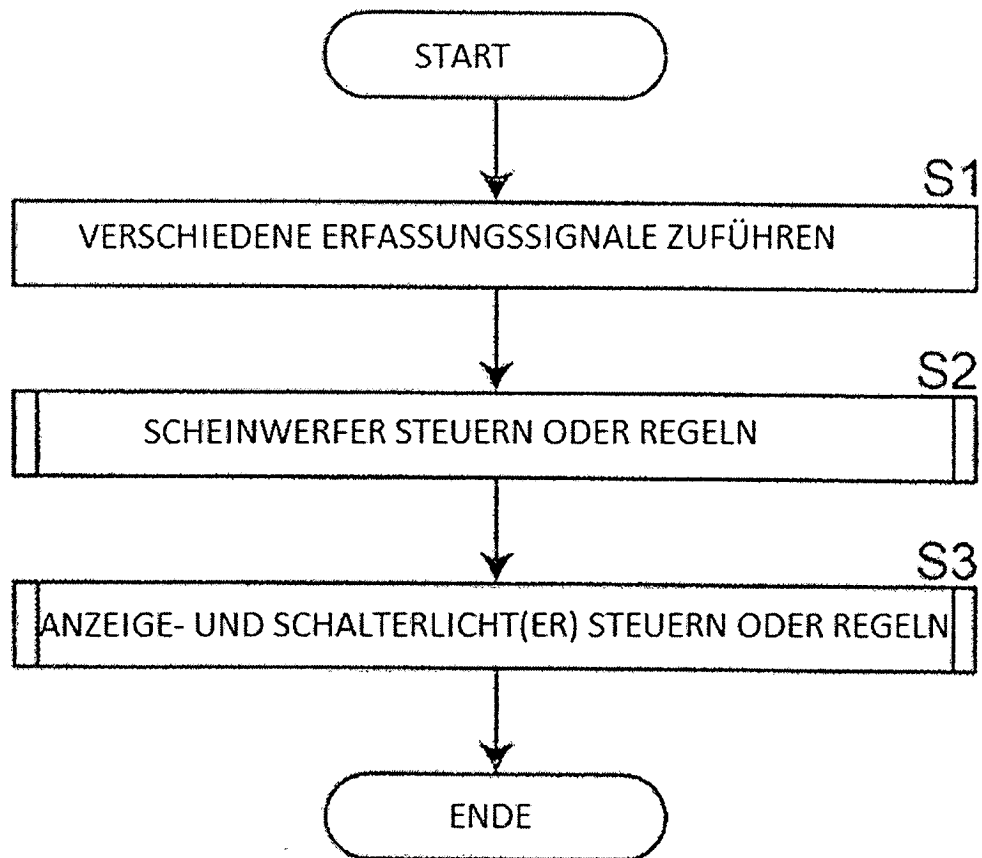 START
S1
VERSCHIEDENE ERFASSUNGSSIGNALE ZUFÜHREN
S2
SCHEINWERFER STEUERN ODER REGELN
S3
ANZEIGE- UND SCHALTERLICHT(ER) STEUERN ODER REGELN
ENDE